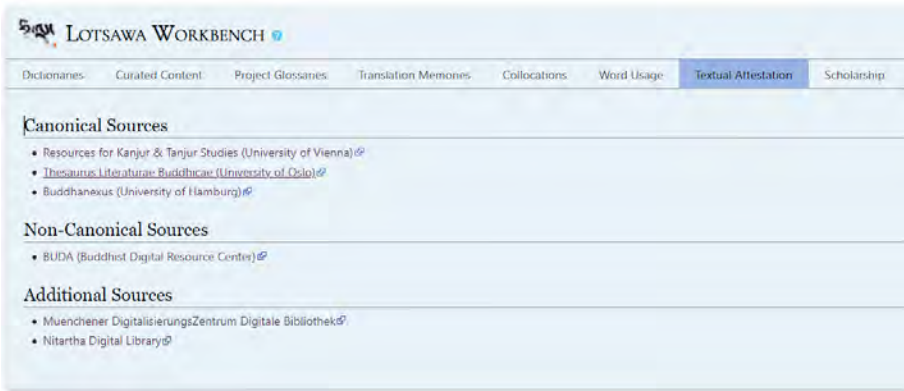 LOTSAWA WORKBENCH
Dictionaries Curated Content Project Glossaries Translation Memories Collocations Word Usage Textual Attestation Scholarship
Canonical Sources
• Resources for Kanjur & Tanjur Studies (University of Vienna)
• Thesaurus Literaturae Buddhicae (University of Oslo)
• Buddhanexus (University of Hamburg)
Non-Canonical Sources
• BUDA (Buddhist Digital Resource Center)
Additional Sources
• Muenchener DigitalisierungsZentrum Digitale Bibliothek
• Nitartha Digital Library